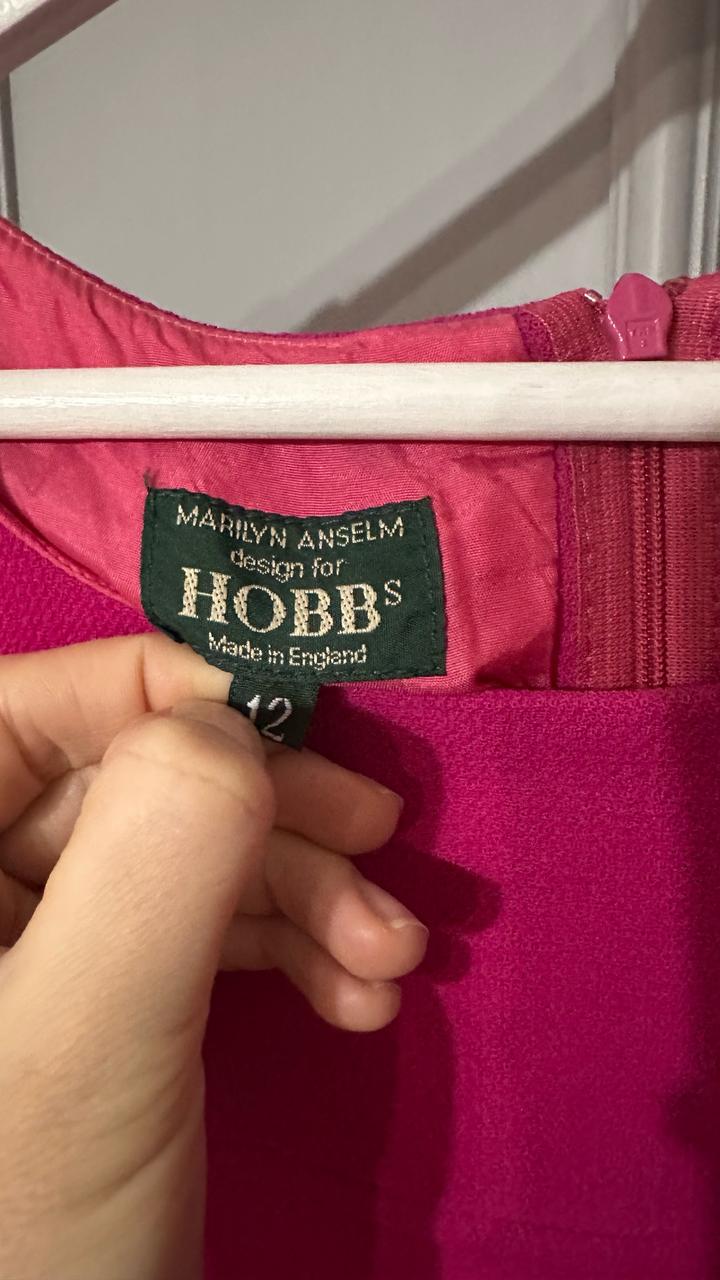 MARILYN ANSELM
design for
HOBBS
Made in England
12